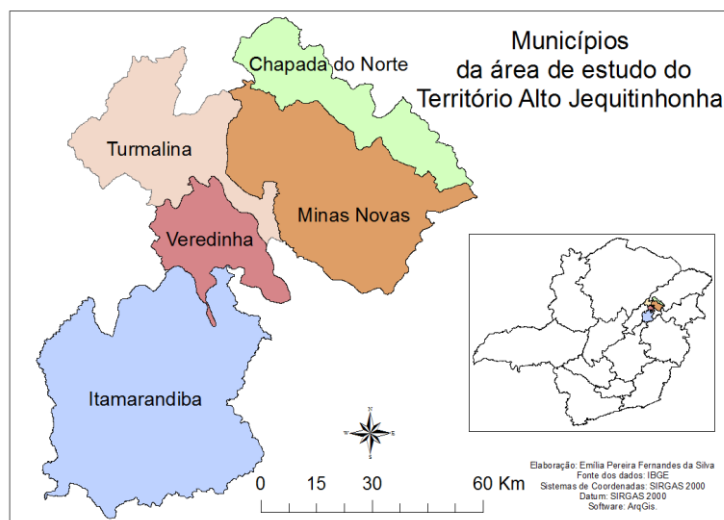 Municípios
da área de estudo do
Território Alto Jequitinhonha
Chapada do Norte
Turmalina
Minas Novas
Veredinha
Itamarandiba
0 15 30 60 Km
Elaboração: Emília Pereira Fernandes da Silva
Fonte dos dados: IBGE
Sistemas de Coordenadas: SIRGAS 2000
Datum: SIRGAS 2000
Software: ArqGis.